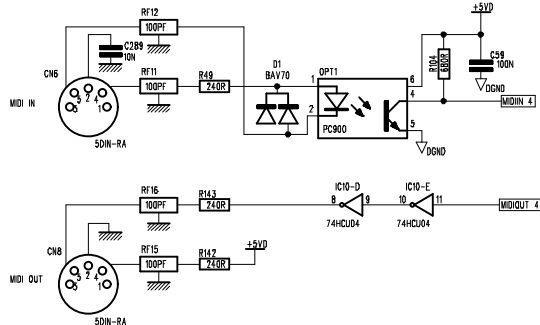 RF12
100PF
+5VD
C289
10N
R104
680R
C59
100N
DGND
CN6
RF11
100PF
R49
240R
D1
BAV70
OPT1
1
6
MIDI IN
5 3 2 4 1
2
4
MIDIIN 4
PC900
5
DGND
5DIN-RA
RF16
100PF
R143
240R
IC10-D
8
9
74HCU04
IC10-E
10
11
74HCU04
MIDIOUT 4
CN8
RF15
100PF
R142
240R
+5VD
MIDI OUT
2 4 1
5DIN-RA